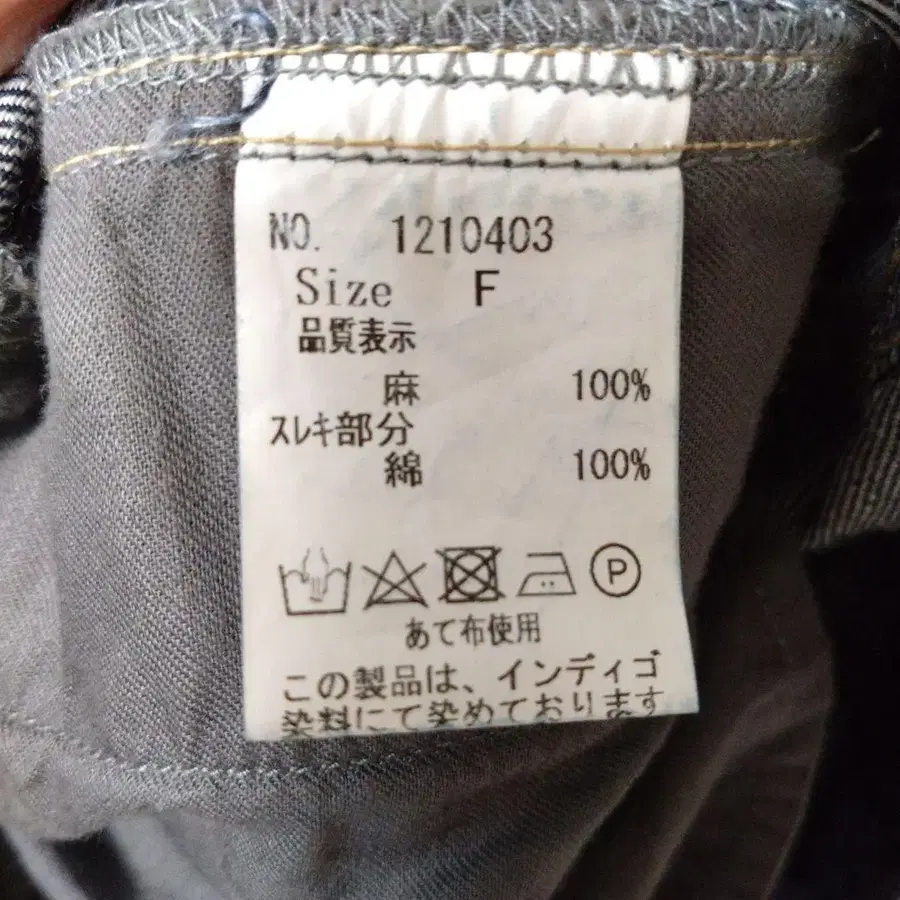 NO. 1210403
Size F
品質表示
麻 100%
スレキ部分
綿 100%
P
あて布使用
この製品は、インディゴ
染料にて染めております